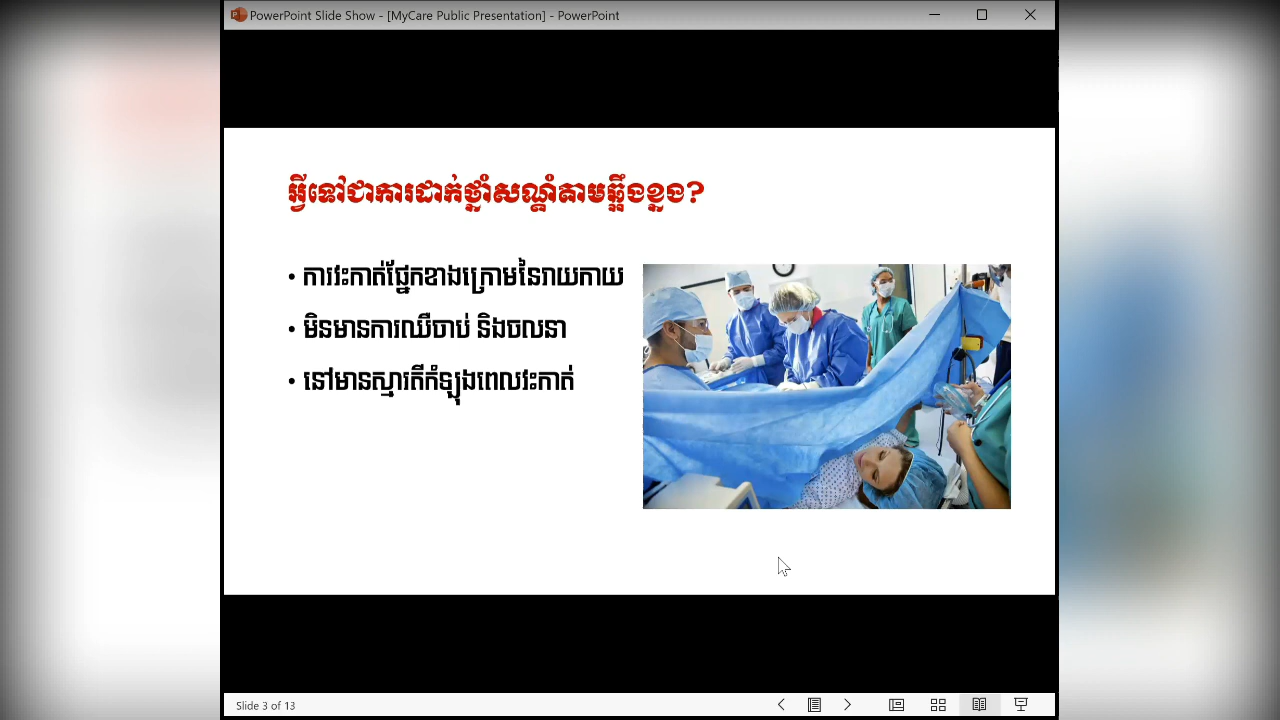 PowerPoint Slide Show - [MyCare Public Presentation] - PowerPoint
អ្វីទៅជាការដាក់ថ្នាំសណ្តំតាមឆ្អឹងខ្នង?
• ការវះកាត់ផ្នែកខាងក្រោមនៃរាយកាយ
• មិនមានការឈឺចាប់ និងចលនា
• នៅមានស្មារតីកំឡុងពេលវះកាត់
Slide 3 of 13